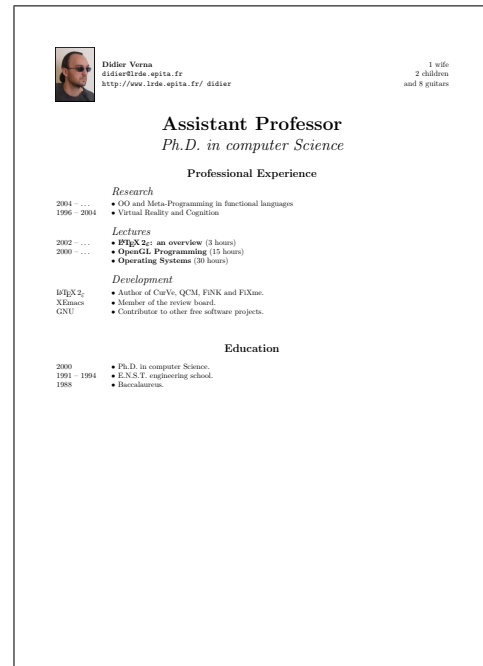 Didier Verna
didier@lrde.epita.fr
http://www.lrde.epita.fr/ didier
1 wife
2 children
and 8 guitars
Assistant Professor
Ph.D. in computer Science
Professional Experience
Research
2004 – … • OO and Meta-Programming in functional languages
1996 – 2004 • Virtual Reality and Cognition
Lectures
2002 – … • LaTeX 2ε: an overview (3 hours)
2000 – … • OpenGL Programming (15 hours)
• Operating Systems (30 hours)
Development
LaTeX 2ε • Author of CurVe, QCM, FiNK and FiXme.
XEmacs • Member of the review board.
GNU • Contributor to other free software projects.
Education
2000 • Ph.D. in computer Science.
1991 – 1994 • E.N.S.T. engineering school.
1988 • Baccalaureus.